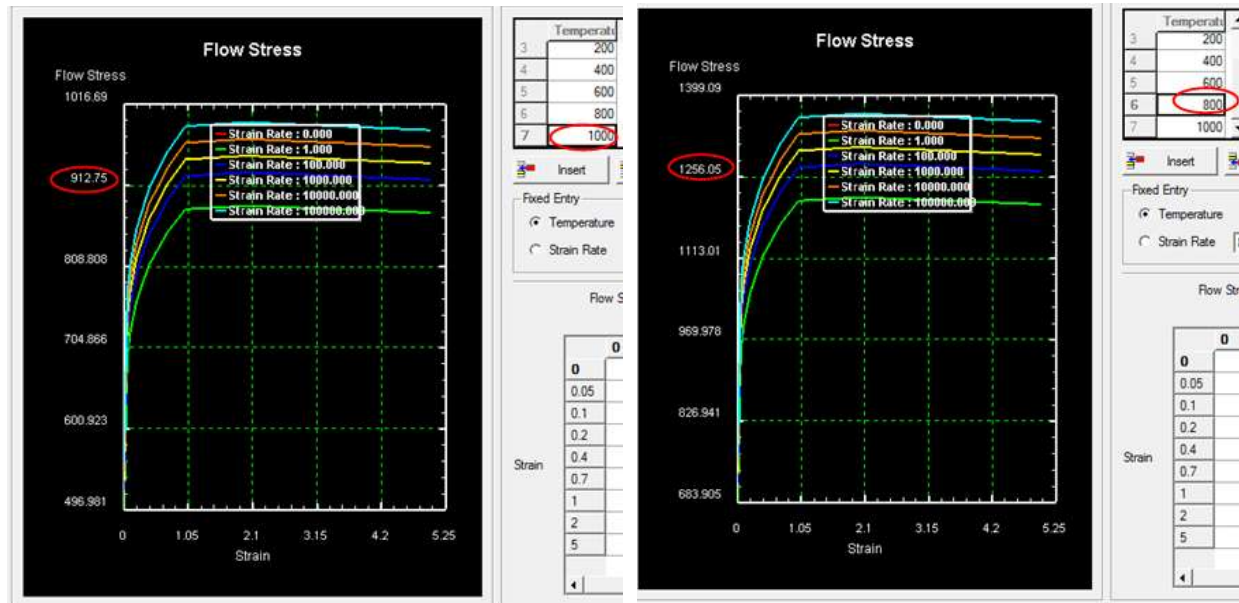 Flow Stress
Flow Stress
1016.69
912.75
808.808
704.866
600.923
496.981
Strain Rate : 0.000
Strain Rate : 1.000
Strain Rate : 100.000
Strain Rate : 1000.000
Strain Rate : 10000.000
Strain Rate : 100000.000
0 1.05 2.1 3.15 4.2 5.25
Strain
Temperatu
3 200
4 400
5 600
6 800
7 1000
Insert
Fixed Entry
Temperature
Strain Rate
Flow S
0
Strain
0
0.05
0.1
0.2
0.4
0.7
1
2
5
Flow Stress
Flow Stress
1399.09
1256.05
1113.01
969.978
826.941
683.905
Strain Rate : 0.000
Strain Rate : 1.000
Strain Rate : 100.000
Strain Rate : 1000.000
Strain Rate : 10000.000
Strain Rate : 100000.000
0 1.05 2.1 3.15 4.2 5.25
Strain
Temperatu
3 200
4 400
5 600
6 800
7 1000
Insert
Fixed Entry
Temperature
Strain Rate
Flow Str
0
Strain
0
0.05
0.1
0.2
0.4
0.7
1
2
5